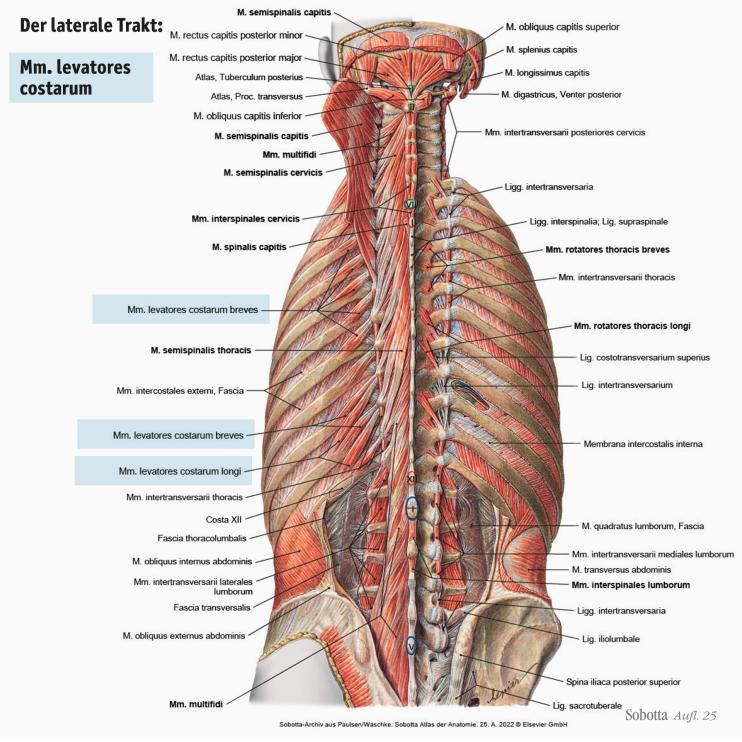 Der laterale Trakt:
Mm. levatores
costarum
M. semispinalis capitis
M. rectus capitis posterior minor
M. rectus capitis posterior major
Atlas, Tuberculum posterius
Atlas, Proc. transversus
M. obliquus capitis inferior
M. semispinalis capitis
Mm. multifidi
M. semispinalis cervicis
Mm. interspinales cervicis
M. spinalis capitis
Mm. levatores costarum breves
M. semispinalis thoracis
Mm. intercostales externi, Fascia
Mm. levatores costarum breves
Mm. levatores costarum longi
Mm. intertransversarii thoracis
Costa XII
Fascia thoracolumbalis
M. obliquus internus abdominis
Mm. intertransversarii laterales
lumborum
Fascia transversalis
M. obliquus externus abdominis
Mm. multifidi
M. obliquus capitis superior
M. splenius capitis
M. longissimus capitis
M. digastricus, Venter posterior
Mm. intertransversarii posteriores cervicis
Ligg. intertransversaria
Ligg. interspinalia; Lig. supraspinale
Mm. rotatores thoracis breves
Mm. intertransversarii thoracis
Mm. rotatores thoracis longi
Lig. costotransversarium superius
Lig. intertransversarium
Membrana intercostalis interna
M. quadratus lumborum, Fascia
Mm. intertransversarii mediales lumborum
M. transversus abdominis
Mm. interspinales lumborum
Ligg. intertransversaria
Lig. iliolumbale
Spina iliaca posterior superior
Lig. sacrotuberale
II
VII
I
XII
I
V
Sobotta Aufl. 25
Sobotta-Archiv aus Paulsen/Waschke. Sobotta Atlas der Anatomie. 25. A. 2022 © Elsevier GmbH